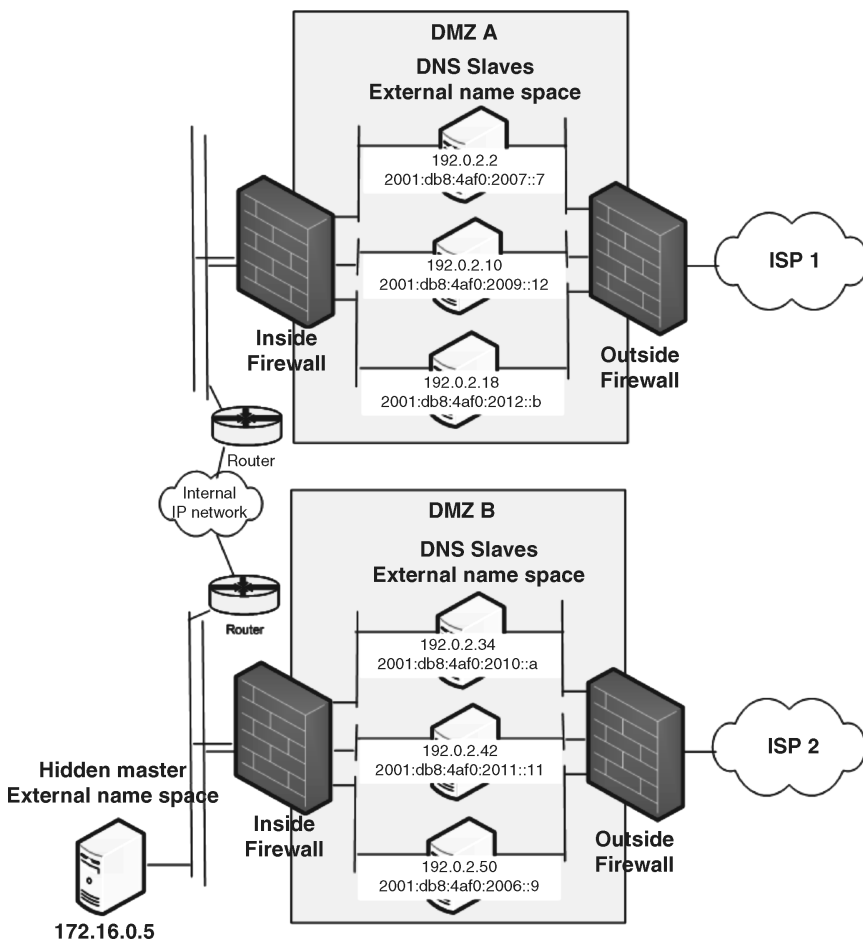 DMZ A
DNS Slaves
External name space
192.0.2.2
2001:db8:4af0:2007::7
192.0.2.10
2001:db8:4af0:2009::12
192.0.2.18
2001:db8:4af0:2012::b
Inside
Firewall
Outside
Firewall
ISP 1
Router
Internal
IP network
Router
DMZ B
DNS Slaves
External name space
192.0.2.34
2001:db8:4af0:2010::a
192.0.2.42
2001:db8:4af0:2011::11
192.0.2.50
2001:db8:4af0:2006::9
Inside
Firewall
Outside
Firewall
ISP 2
Hidden master
External name space
172.16.0.5